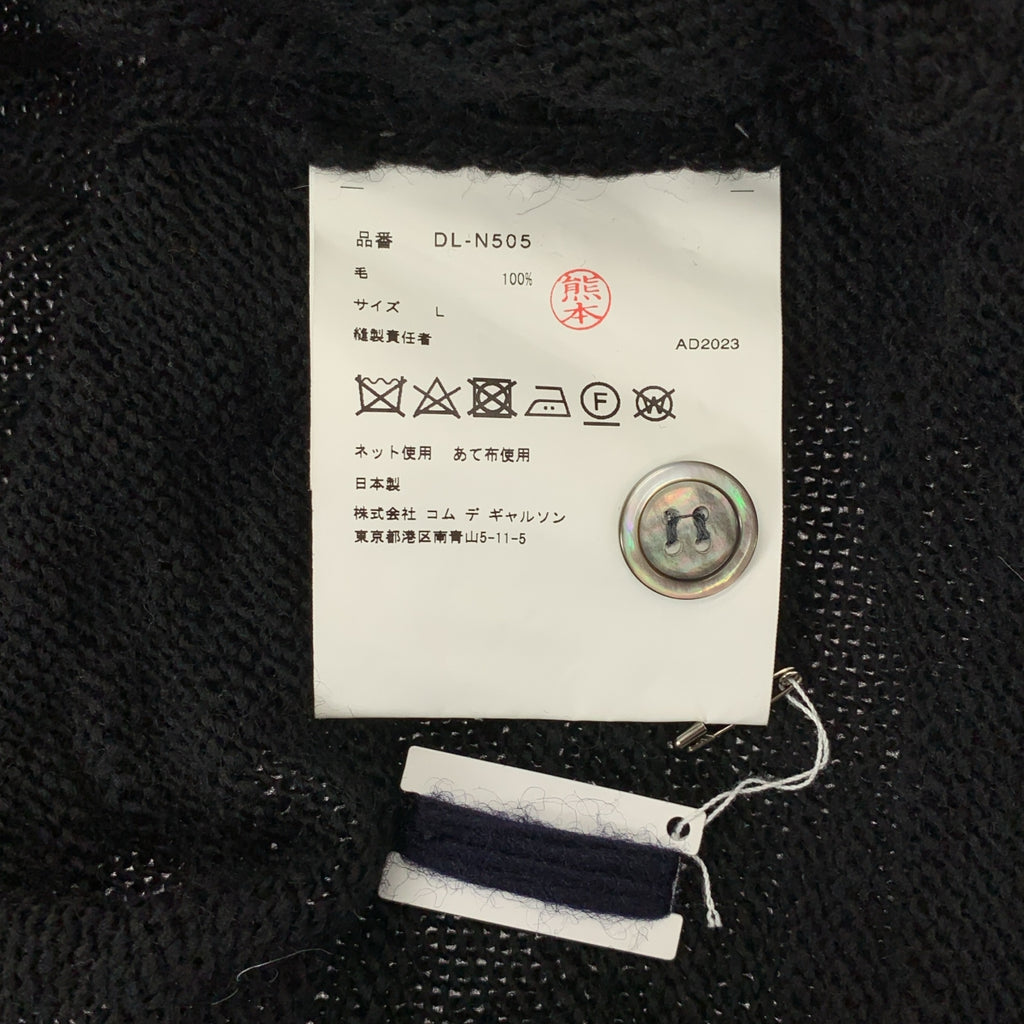 品番 DL-N505
毛 100%
熊本
サイズ L
縫製責任者
AD2023
F
W
ネット使用 あて布使用
日本製
株式会社 コム デ ギャルソン
東京都港区南青山5-11-5